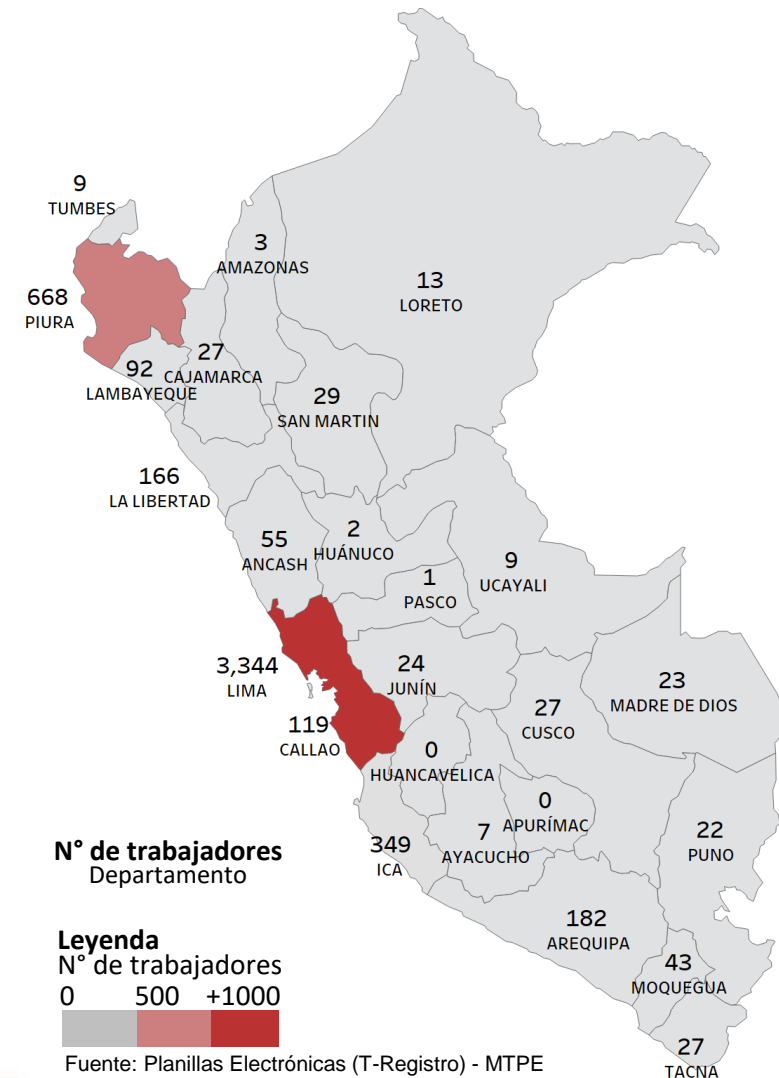 9
TUMBES
3
AMAZONAS
13
LORETO
668
PIURA
27
CAJAMARCA
92
LAMBAYEQUE
29
SAN MARTIN
166
LA LIBERTAD
55
ANCASH
2
HUÁNUCO
9
UCAYALI
1
PASCO
3,344
LIMA
24
JUNÍN
23
MADRE DE DIOS
27
CUSCO
119
CALLAO
0
HUANCAVELICA
0
APURÍMAC
7
AYACUCHO
22
PUNO
349
ICA
182
AREQUIPA
43
MOQUEGUA
27
TACNA
N° de trabajadores
Departamento
Leyenda
N° de trabajadores
0 500 +1000
Fuente: Planillas Electrónicas (T-Registro) - MTPE